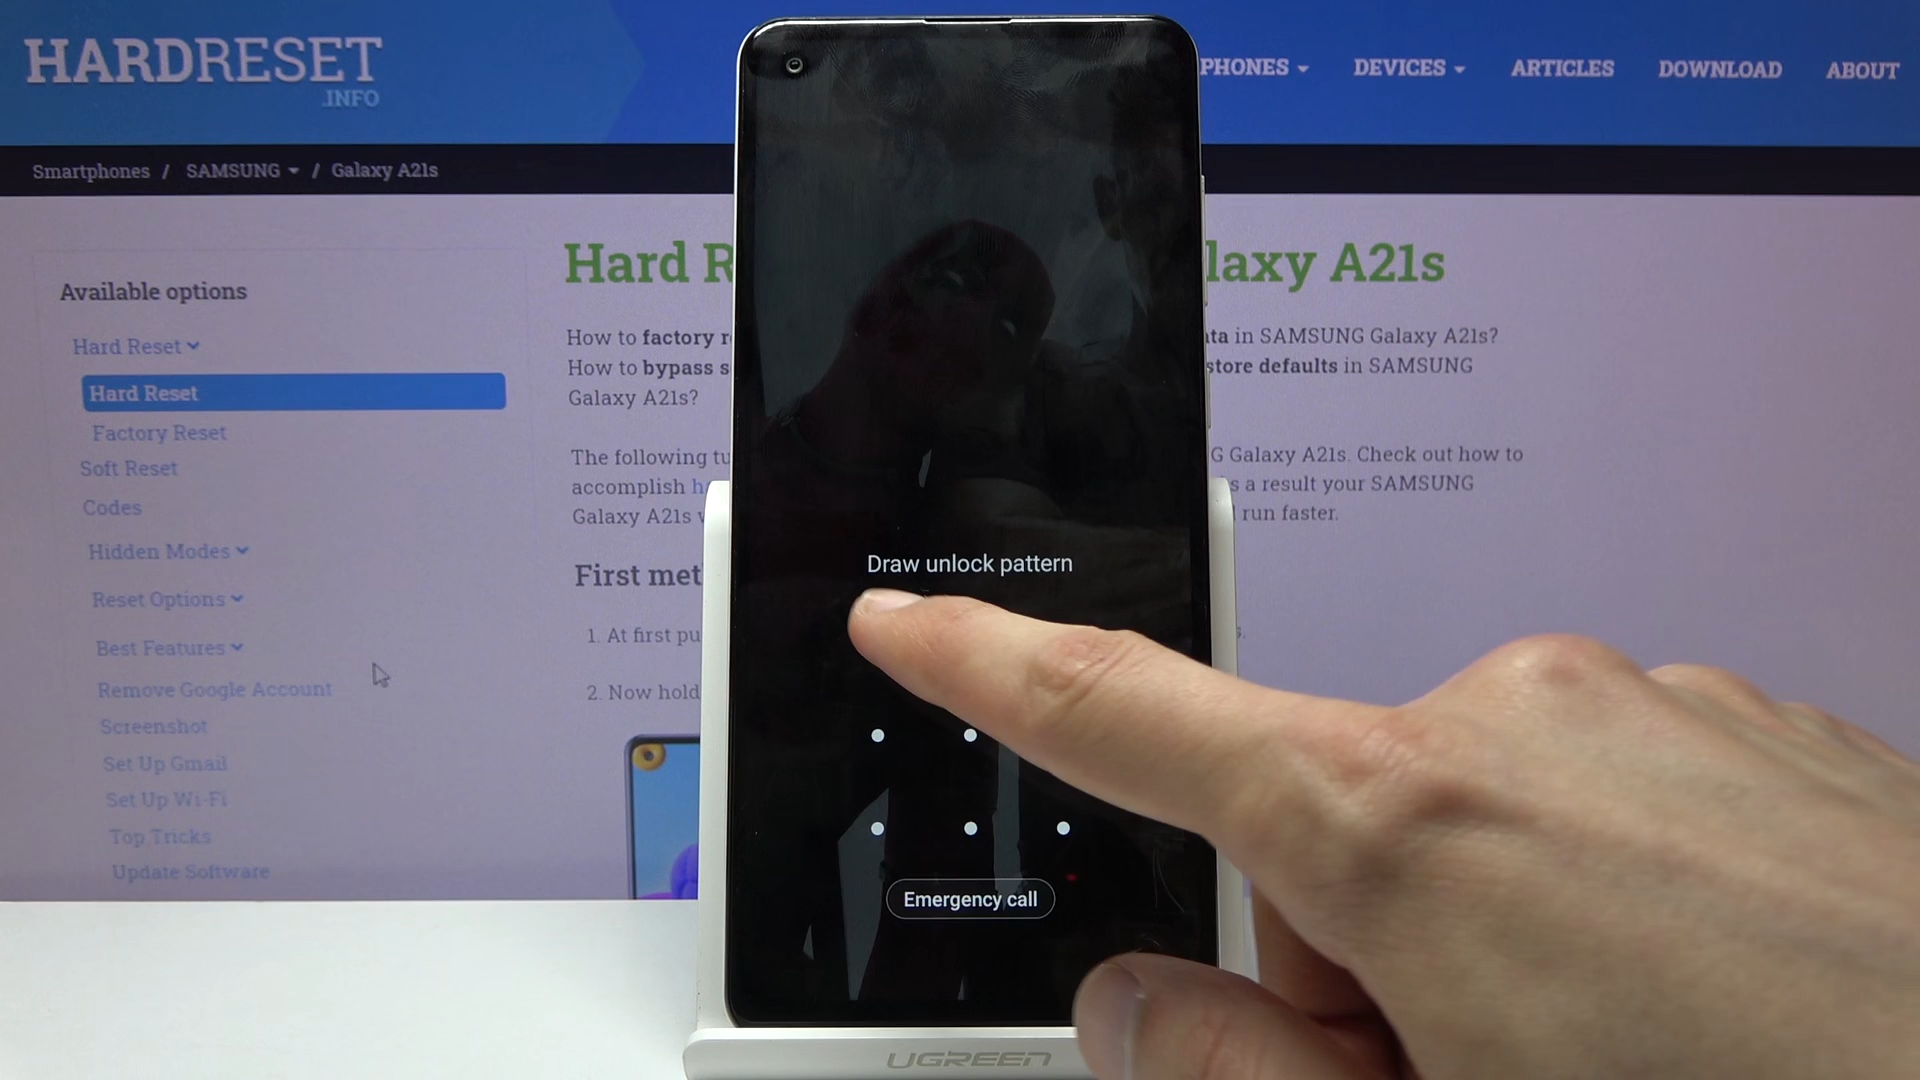 HARDRESET
.INFO
PHONES
DEVICES
ARTICLES
DOWNLOAD
ABOUT
Smartphones / SAMSUNG / Galaxy A21s
Available options
Hard Reset
Hard Reset
Factory Reset
Soft Reset
Codes
Hidden Modes
Reset Options
Best Features
Remove Google Account
Screenshot
Set Up Gmail
Set Up Wi-Fi
Top Tricks
Update Software
Hard R laxy A21s
How to factory r ta in SAMSUNG Galaxy A21s?
How to bypass s store defaults in SAMSUNG
Galaxy A21s?
The following tu G Galaxy A21s. Check out how to
accomplish h s a result your SAMSUNG
Galaxy A21s run faster.
First met
1. At first pu
2. Now hold
Draw unlock pattern
Emergency call
UGREEN